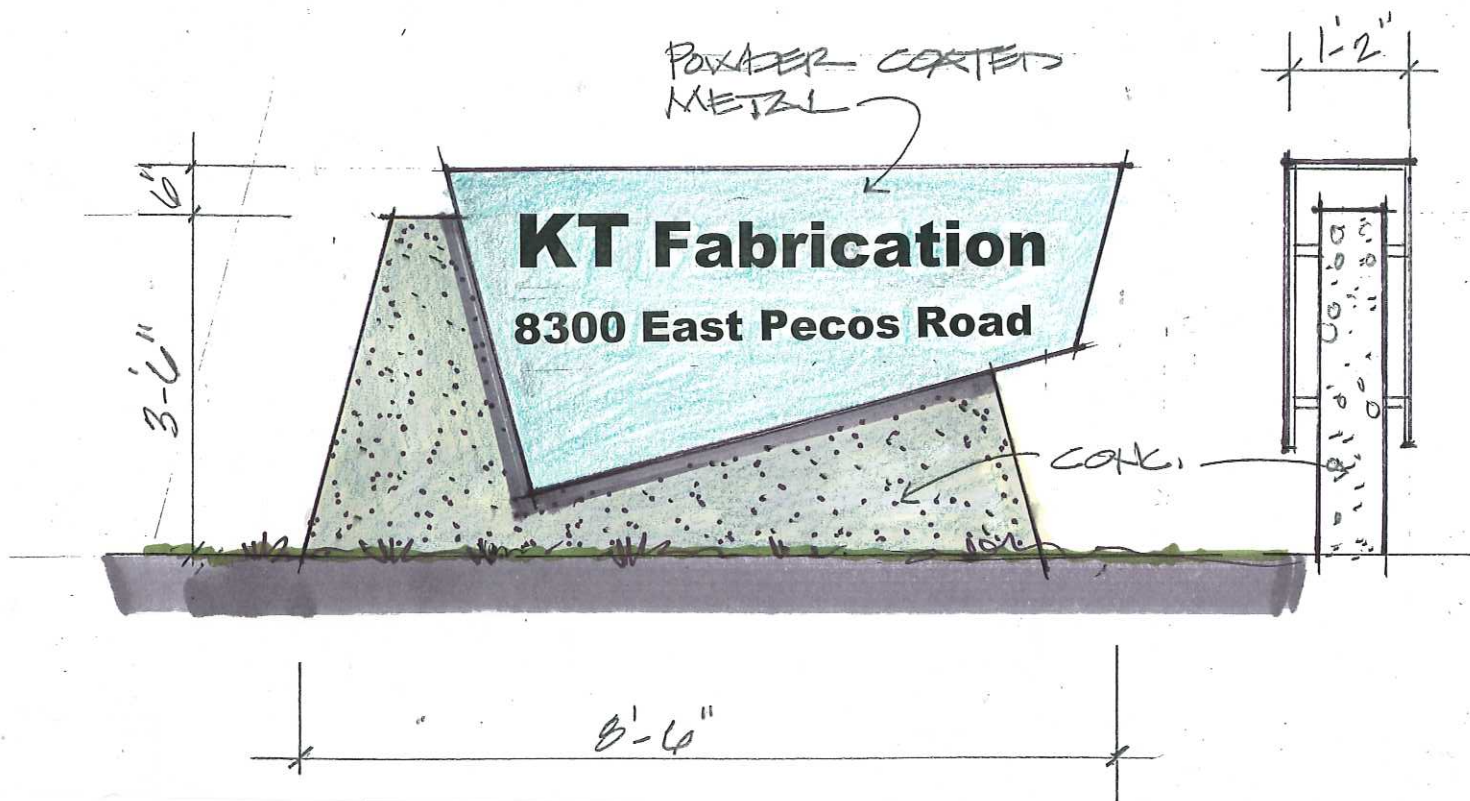 POWDER COATED
METAL
1'-2"
6"
KT Fabrication
8300 East Pecos Road
3'-6"
CONC.
8'-6"